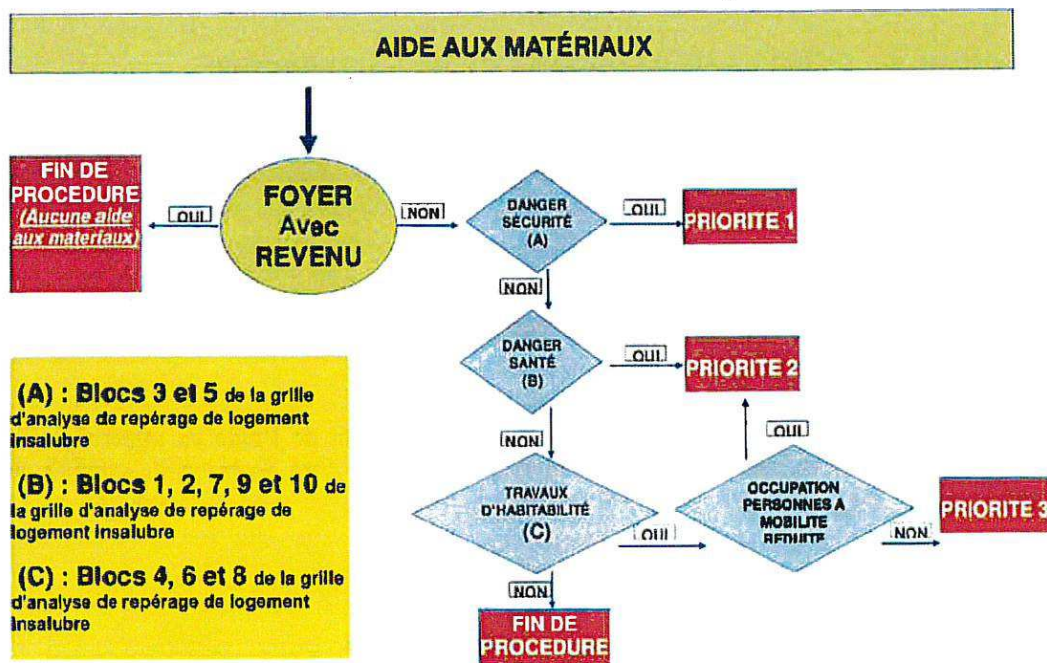 AIDE AUX MATÉRIAUX
FIN DE
PROCEDURE
(Aucune aide
aux materiaux)
OUI
FOYER
Avec
REVENU
NON
DANGER
SÉCURITÉ
(A)
OUI
PRIORITE 1
NON
DANGER
SANTÉ
(B)
OUI
PRIORITE 2
NON
OUI
TRAVAUX
D'HABITABILITÉ
(C)
OUI
OCCUPATION
PERSONNES A
MOBILITE
REDUITE
NON
PRIORITE 3
NON
FIN DE
PROCEDURE
(A) : Blocs 3 et 5 de la grille
d'analyse de repérage de logement
insalubre
(B) : Blocs 1, 2, 7, 9 et 10 de
la grille d'analyse de repérage de
logement insalubre
(C) : Blocs 4, 6 et 8 de la grille
d'analyse de repérage de logement
insalubre